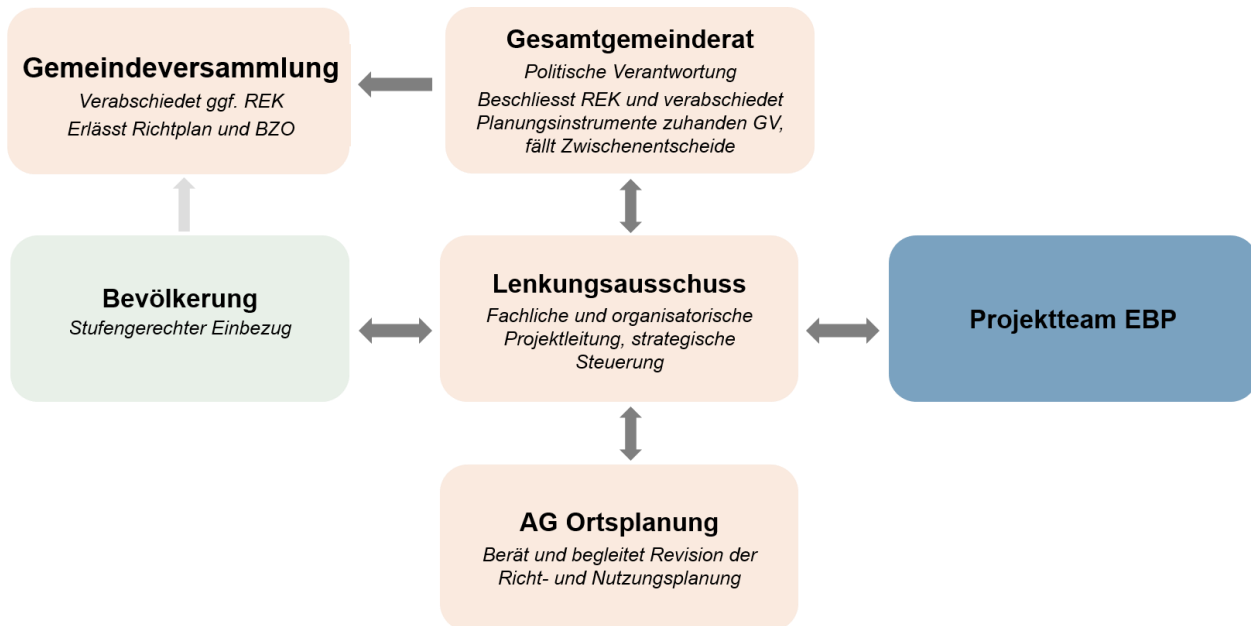 Gemeindeversammlung
Verabschiedet ggf. REK
Erlässt Richtplan und BZO
Gesamtgemeinderat
Politische Verantwortung
Beschliesst REK und verabschiedet
Planungsinstrumente zuhanden GV,
fällt Zwischenentscheide
Bevölkerung
Stufengerechter Einbezug
Lenkungsausschuss
Fachliche und organisatorische
Projektleitung, strategische
Steuerung
Projektteam EBP
AG Ortsplanung
Berät und begleitet Revision der
Richt- und Nutzungsplanung